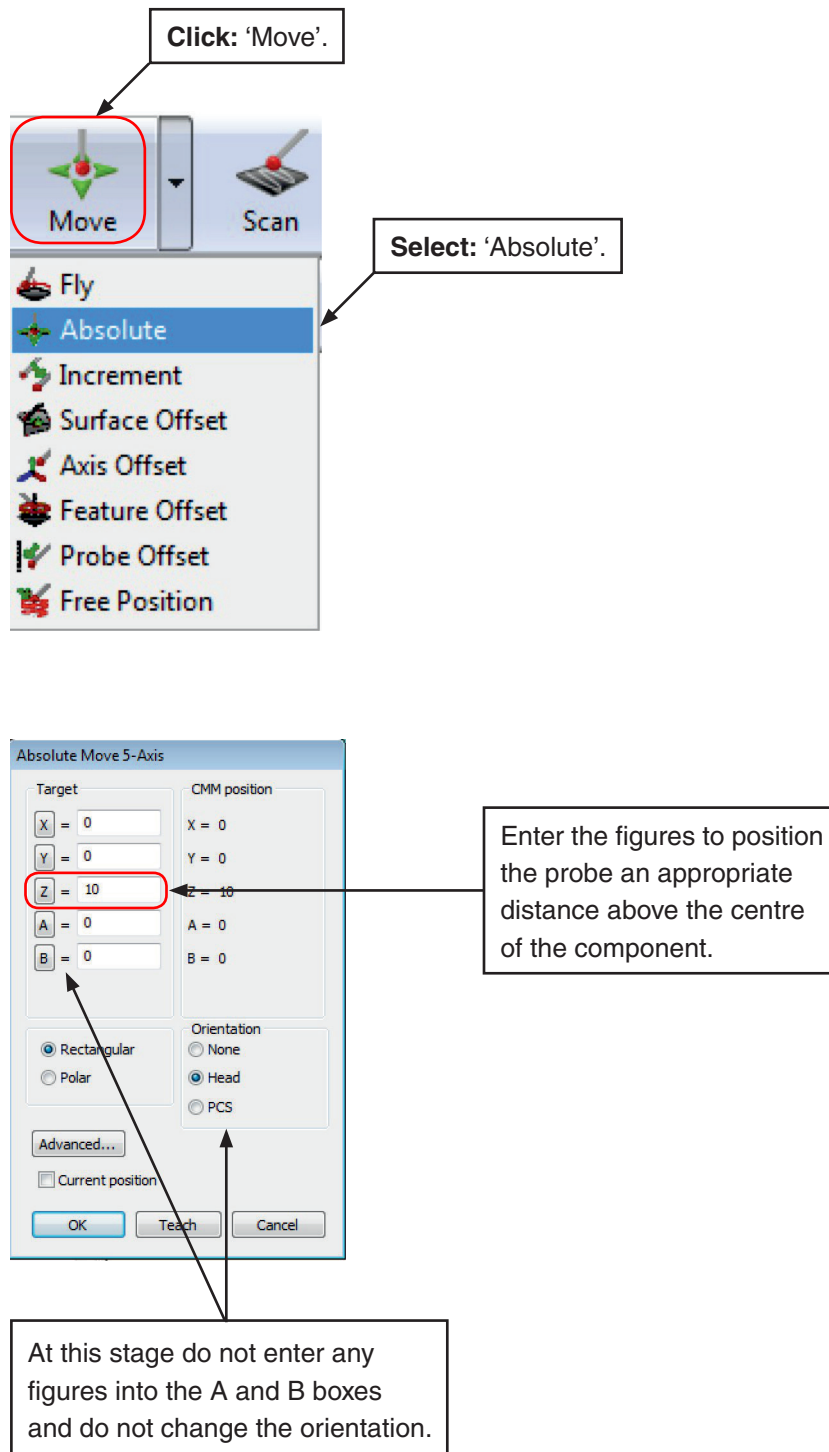 Click: ‘Move’.
Move
Scan
Select: ‘Absolute’.
Fly
Absolute
Increment
Surface Offset
Axis Offset
Feature Offset
Probe Offset
Free Position
Absolute Move 5-Axis
Target
CMM position
X = 0
X = 0
Y = 0
Y = 0
Z = 10
Z = 10
A = 0
A = 0
B = 0
B = 0
Enter the figures to position
the probe an appropriate
distance above the centre
of the component.
Rectangular
Polar
Orientation
None
Head
PCS
Advanced...
Current position
OK
Teach
Cancel
At this stage do not enter any
figures into the A and B boxes
and do not change the orientation.